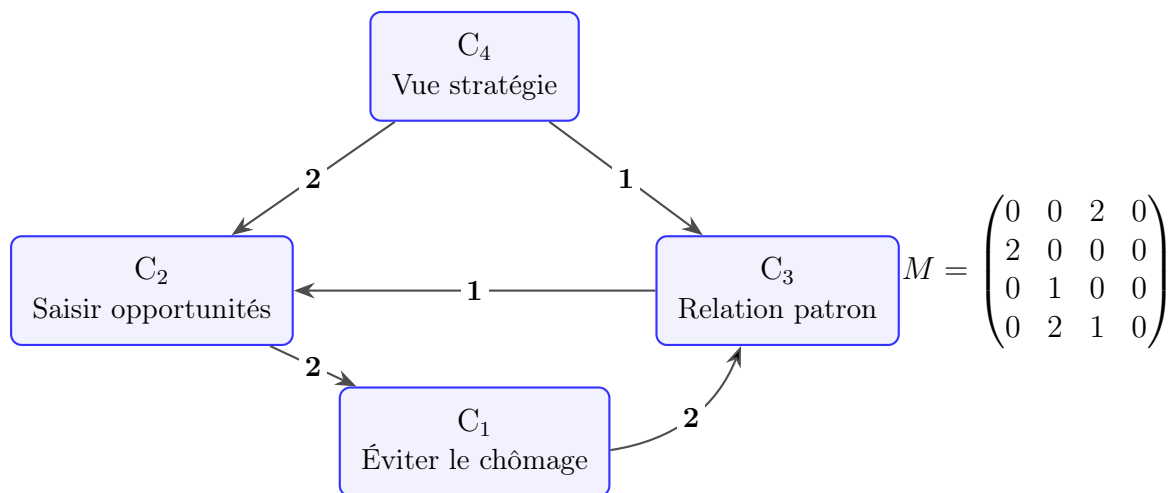 C₄
Vue stratégie
2
1
C₂
Saisir opportunités
1
C₃
Relation patron
M = 
0 0 2 0
2 0 0 0
0 1 0 0
0 2 1 0
2
C₁
Éviter le chômage
2